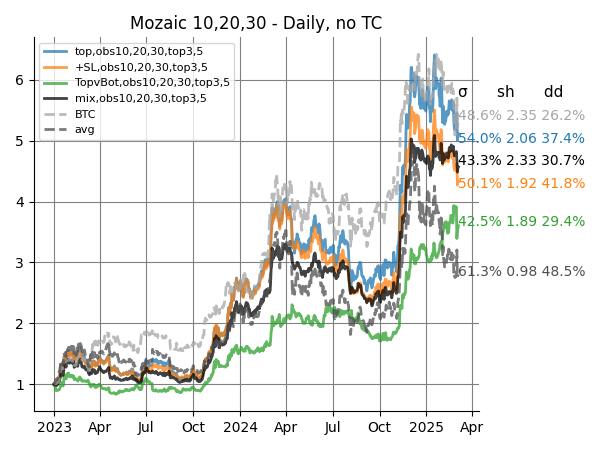 Mozaic 10,20,30 - Daily, no TC
top,obs10,20,30,top3,5
+SL,obs10,20,30,top3,5
TopvBot,obs10,20,30,top3,5
mix,obs10,20,30,top3,5
BTC
avg
σ sh dd
48.6% 2.35 26.2%
54.0% 2.06 37.4%
43.3% 2.33 30.7%
50.1% 1.92 41.8%
42.5% 1.89 29.4%
61.3% 0.98 48.5%
6
5
4
3
2
1
2023 Apr Jul Oct 2024 Apr Jul Oct 2025 Apr